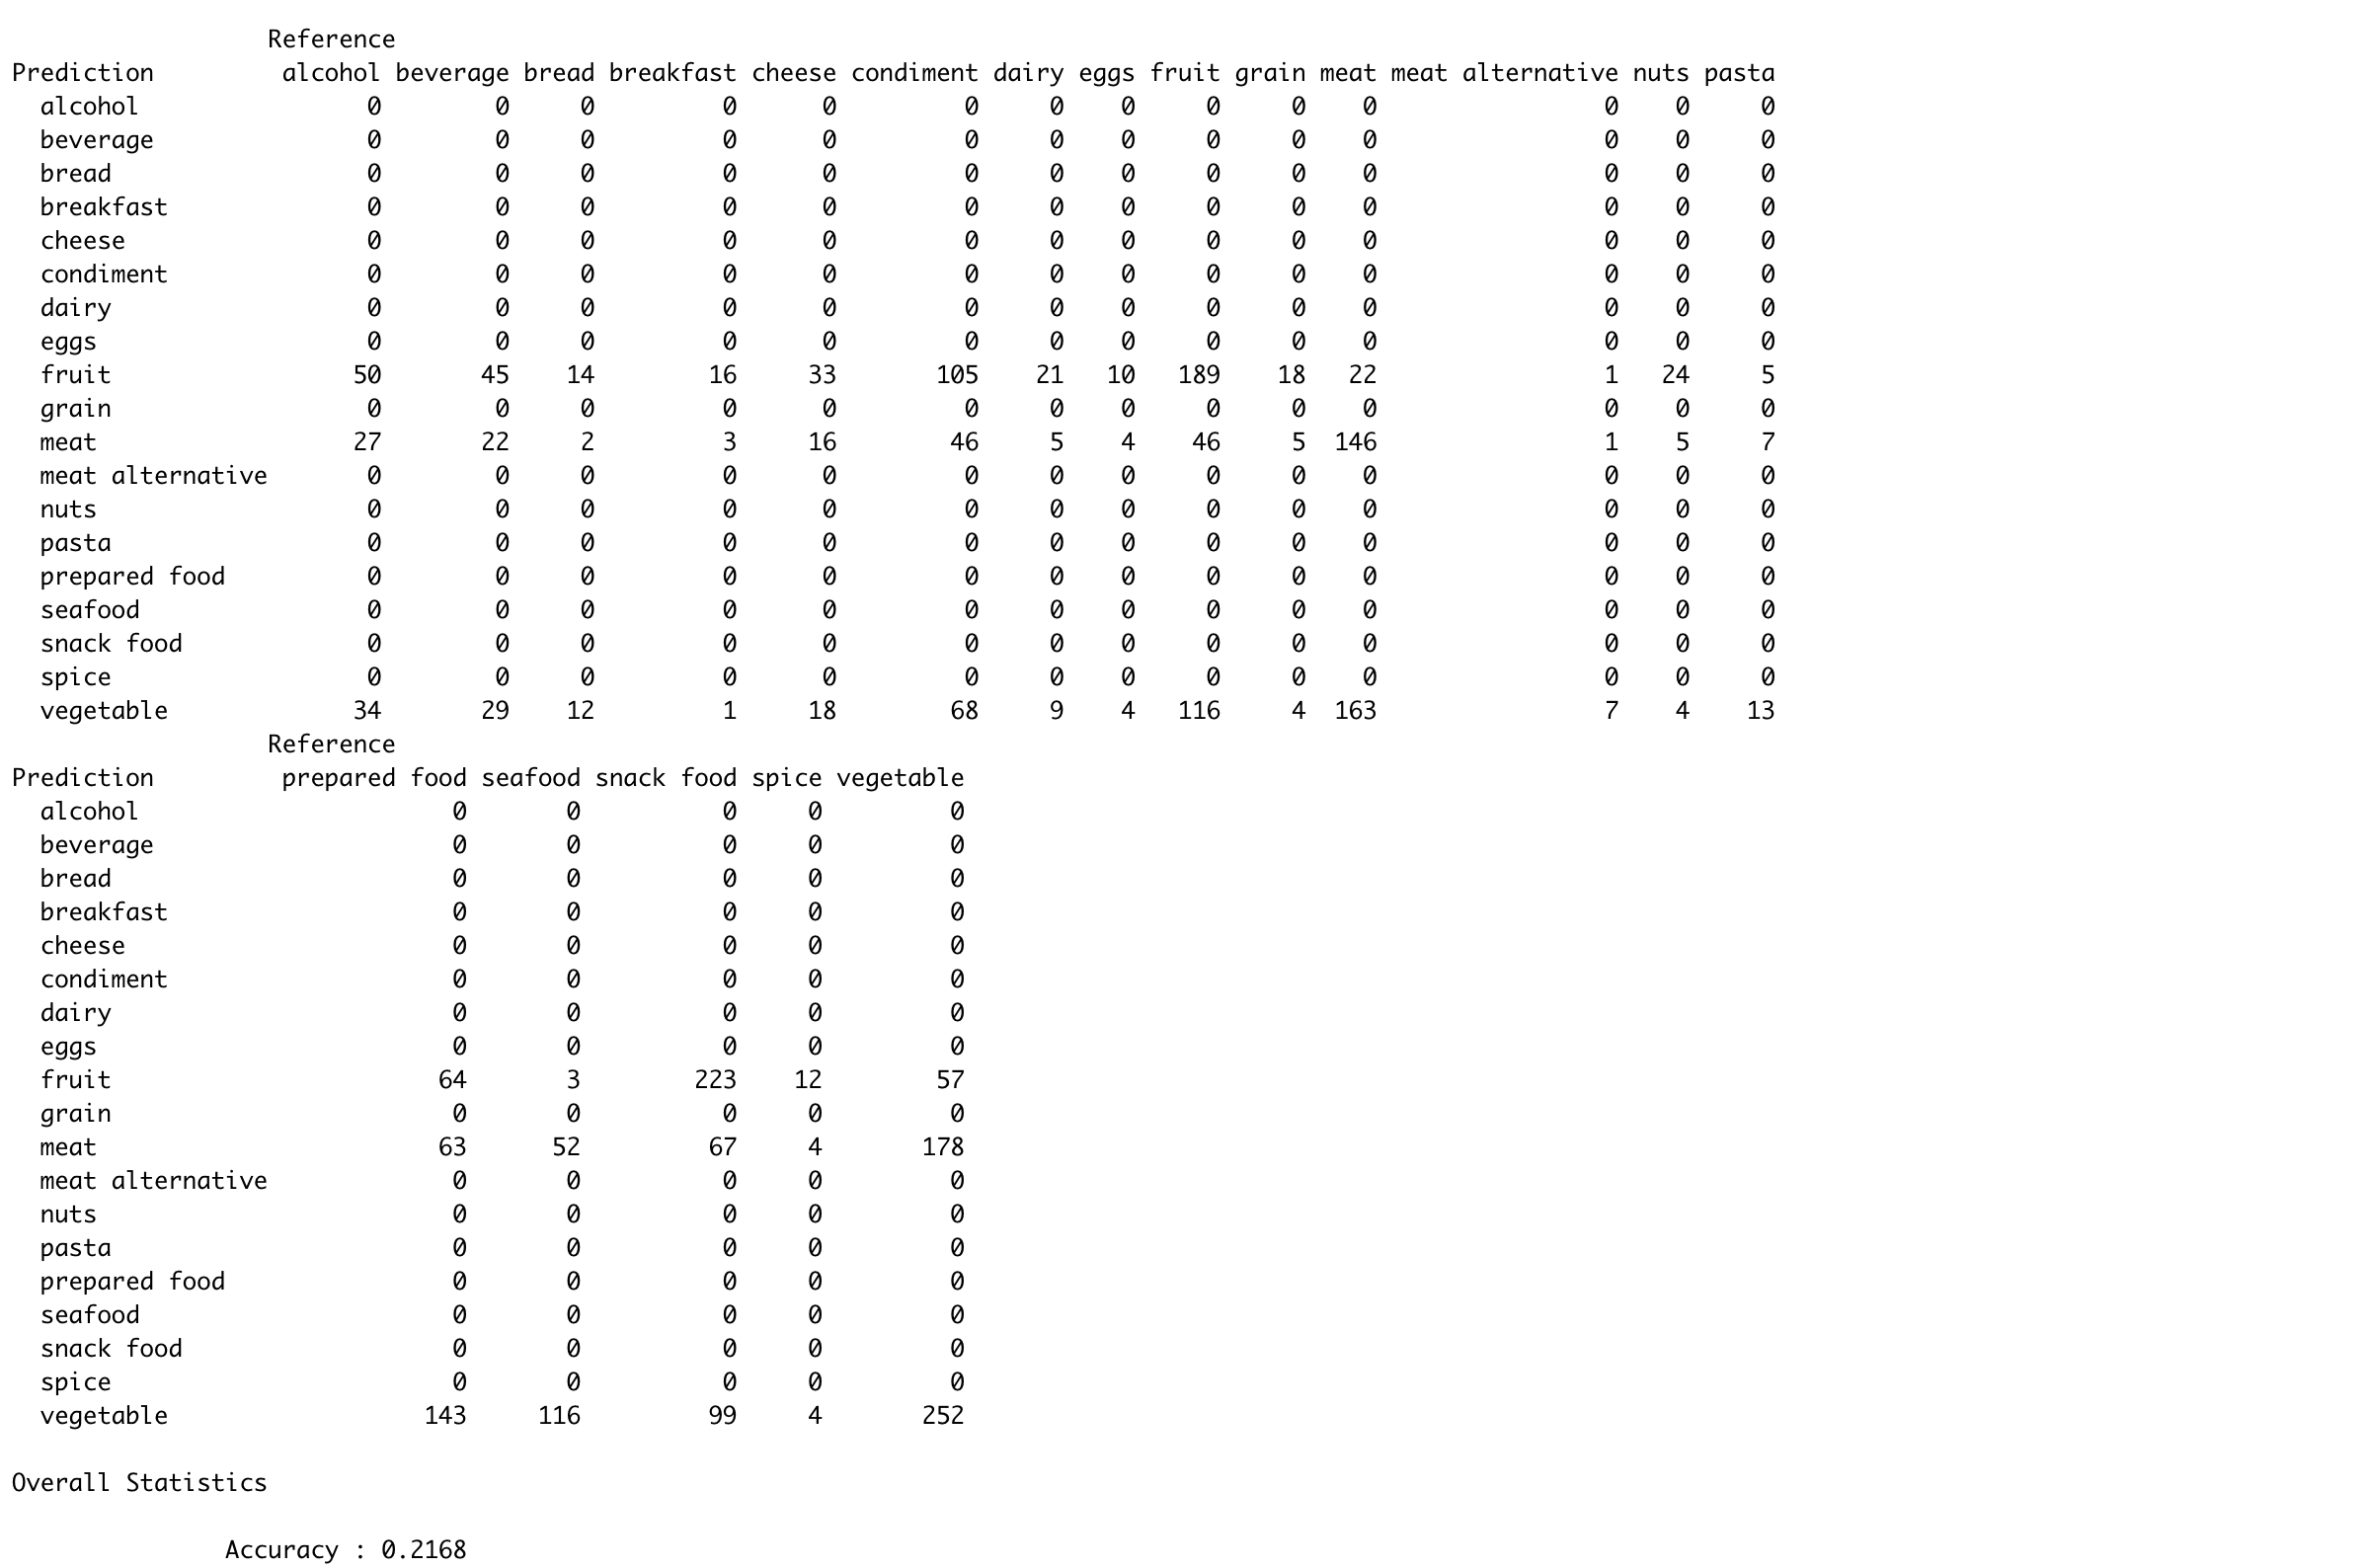 Reference
Prediction alcohol beverage bread breakfast cheese condiment dairy eggs fruit grain meat meat alternative nuts pasta
alcohol 0 0 0 0 0 0 0 0 0 0 0 0 0 0
beverage 0 0 0 0 0 0 0 0 0 0 0 0 0 0
bread 0 0 0 0 0 0 0 0 0 0 0 0 0 0
breakfast 0 0 0 0 0 0 0 0 0 0 0 0 0 0
cheese 0 0 0 0 0 0 0 0 0 0 0 0 0 0
condiment 0 0 0 0 0 0 0 0 0 0 0 0 0 0
dairy 0 0 0 0 0 0 0 0 0 0 0 0 0 0
eggs 0 0 0 0 0 0 0 0 0 0 0 0 0 0
fruit 50 45 14 16 33 105 21 10 189 18 22 1 24 5
grain 0 0 0 0 0 0 0 0 0 0 0 0 0 0
meat 27 22 2 3 16 46 5 4 46 5 146 1 5 7
meat alternative 0 0 0 0 0 0 0 0 0 0 0 0 0 0
nuts 0 0 0 0 0 0 0 0 0 0 0 0 0 0
pasta 0 0 0 0 0 0 0 0 0 0 0 0 0 0
prepared food 0 0 0 0 0 0 0 0 0 0 0 0 0 0
seafood 0 0 0 0 0 0 0 0 0 0 0 0 0 0
snack food 0 0 0 0 0 0 0 0 0 0 0 0 0 0
spice 0 0 0 0 0 0 0 0 0 0 0 0 0 0
vegetable 34 29 12 1 18 68 9 4 116 4 163 7 4 13
Reference
Prediction prepared food seafood snack food spice vegetable
alcohol 0 0 0 0 0
beverage 0 0 0 0 0
bread 0 0 0 0 0
breakfast 0 0 0 0 0
cheese 0 0 0 0 0
condiment 0 0 0 0 0
dairy 0 0 0 0 0
eggs 0 0 0 0 0
fruit 64 3 223 12 57
grain 0 0 0 0 0
meat 63 52 67 4 178
meat alternative 0 0 0 0 0
nuts 0 0 0 0 0
pasta 0 0 0 0 0
prepared food 0 0 0 0 0
seafood 0 0 0 0 0
snack food 0 0 0 0 0
spice 0 0 0 0 0
vegetable 143 116 99 4 252
Overall Statistics
Accuracy : 0.2168